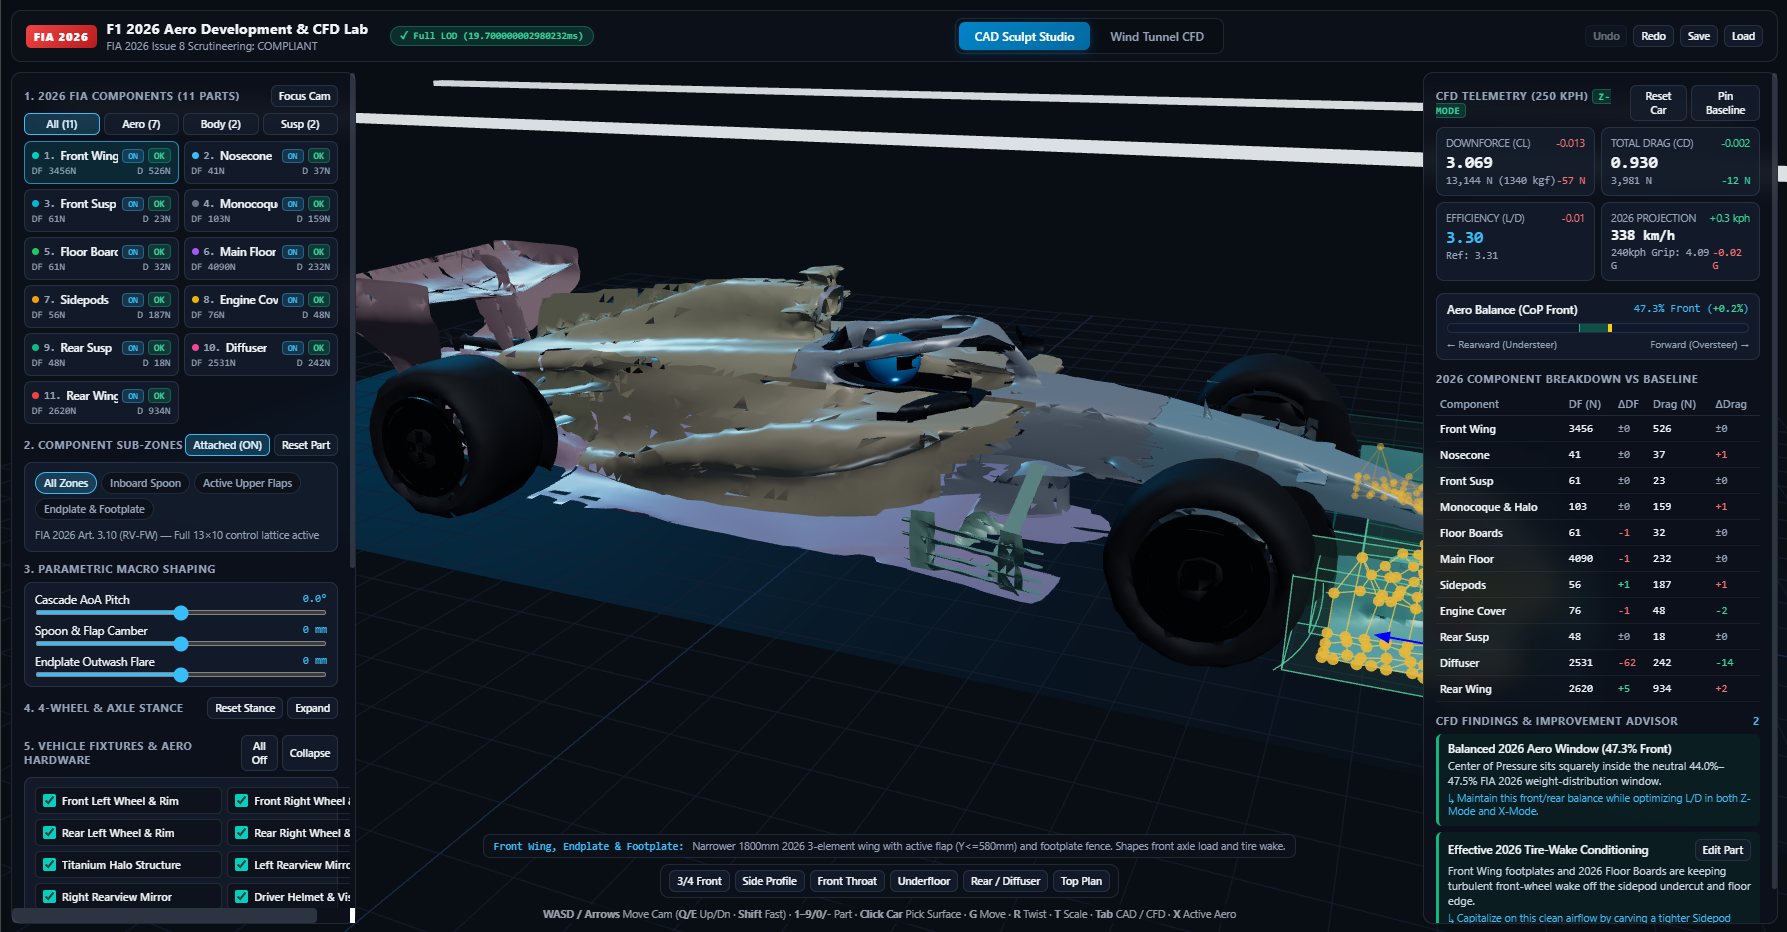 FIA 2026
F1 2026 Aero Development & CFD Lab
FIA 2026 Issue 8 Scrutineering: COMPLIANT
✓ Full LOD (19.700000002980232ms)
CAD Sculpt Studio
Wind Tunnel CFD
Undo
Redo
Save
Load
1. 2026 FIA COMPONENTS (11 PARTS)
Focus Cam
All (11)
Aero (7)
Body (2)
Susp (2)
1. Front Wing ON OK
DF 3456N D 526N
2. Nosecone ON OK
DF 41N D 37N
3. Front Susp ON OK
DF 61N D 23N
4. Monocoqu ON OK
DF 103N D 159N
5. Floor Boarc ON OK
DF 61N D 32N
6. Main Floor ON OK
DF 4090N D 232N
7. Sidepods ON OK
DF 56N D 187N
8. Engine Cov ON OK
DF 76N D 48N
9. Rear Susp ON OK
DF 48N D 18N
10. Diffuser ON OK
DF 2531N D 242N
11. Rear Wing ON OK
DF 2620N D 934N
2. COMPONENT SUB-ZONES
Attached (ON)
Reset Part
All Zones
Inboard Spoon
Active Upper Flaps
Endplate & Footplate
FIA 2026 Art. 3.10 (RV-FW) — Full 13×10 control lattice active
3. PARAMETRIC MACRO SHAPING
Cascade AoA Pitch 0.0°
Spoon & Flap Camber 0 mm
Endplate Outwash Flare 0 mm
4. 4-WHEEL & AXLE STANCE
Reset Stance
Expand
5. VEHICLE FIXTURES & AERO
HARDWARE
All
Off
Collapse
Front Left Wheel & Rim
Front Right Wheel &
Rear Left Wheel & Rim
Rear Right Wheel &
Titanium Halo Structure
Left Rearview Mirrc
Right Rearview Mirror
Driver Helmet & Vis
Front Wing, Endplate & Footplate: Narrower 1800mm 2026 3-element wing with active flap (Y<=580mm) and footplate fence. Shapes front axle load and tire wake.
3/4 Front
Side Profile
Front Throat
Underfloor
Rear / Diffuser
Top Plan
WASD / Arrows Move Cam (Q/E Up/Dn · Shift Fast) · 1–9/0/- Part · Click Car Pick Surface · G Move · R Twist · T Scale · Tab CAD / CFD · X Active Aero
CFD TELEMETRY (250 KPH) Z-
MODE
Reset
Car
Pin
Baseline
DOWNFORCE (CL) -0.013
3.069
13,144 N (1340 kgf) -57 N
TOTAL DRAG (CD) -0.002
0.930
3,981 N -12 N
EFFICIENCY (L/D) -0.01
3.30
Ref: 3.31
2026 PROJECTION +0.3 kph
338 km/h
240kph Grip: 4.09 -0.02
G G
Aero Balance (CoP Front) 47.3% Front (+0.2%)
← Rearward (Understeer) Forward (Oversteer) →
2026 COMPONENT BREAKDOWN VS BASELINE
Component DF (N) ΔDF Drag (N) ΔDrag
Front Wing 3456 ±0 526 ±0
Nosecone 41 ±0 37 +1
Front Susp 61 ±0 23 ±0
Monocoque & Halo 103 ±0 159 +1
Floor Boards 61 -1 32 ±0
Main Floor 4090 -1 232 ±0
Sidepods 56 +1 187 +1
Engine Cover 76 -1 48 -2
Rear Susp 48 ±0 18 ±0
Diffuser 2531 -62 242 -14
Rear Wing 2620 +5 934 +2
CFD FINDINGS & IMPROVEMENT ADVISOR 2
Balanced 2026 Aero Window (47.3% Front)
Center of Pressure sits squarely inside the neutral 44.0%–
47.5% FIA 2026 weight-distribution window.
↳ Maintain this front/rear balance while optimizing L/D in both Z-
Mode and X-Mode.
Effective 2026 Tire-Wake Conditioning
Edit Part
Front Wing footplates and 2026 Floor Boards are keeping
turbulent front-wheel wake off the sidepod undercut and floor
edge.
↳ Capitalize on this clean airflow by carving a tighter Sidepod